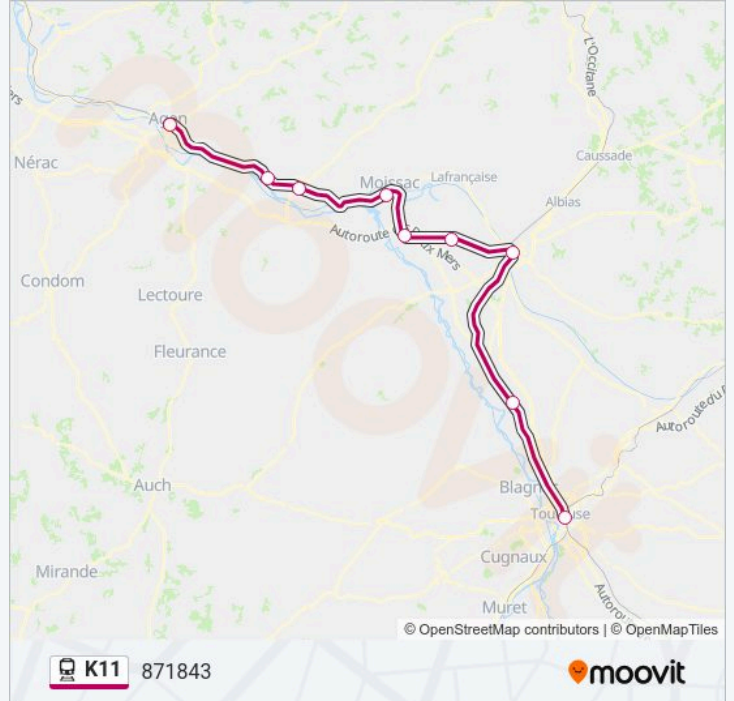 L'Occitane
Agen
Nérac
Caussade
Moissac
Lafrançaise
Albias
Autoroute des Deux Mers
Condom
Lectoure
Fleurance
Autoroute du
Auch
Blagnac
Toulouse
Cugnaux
Mirande
Muret
Autorou
© OpenStreetMap contributors | © OpenMapTiles
K11 871843
moovit